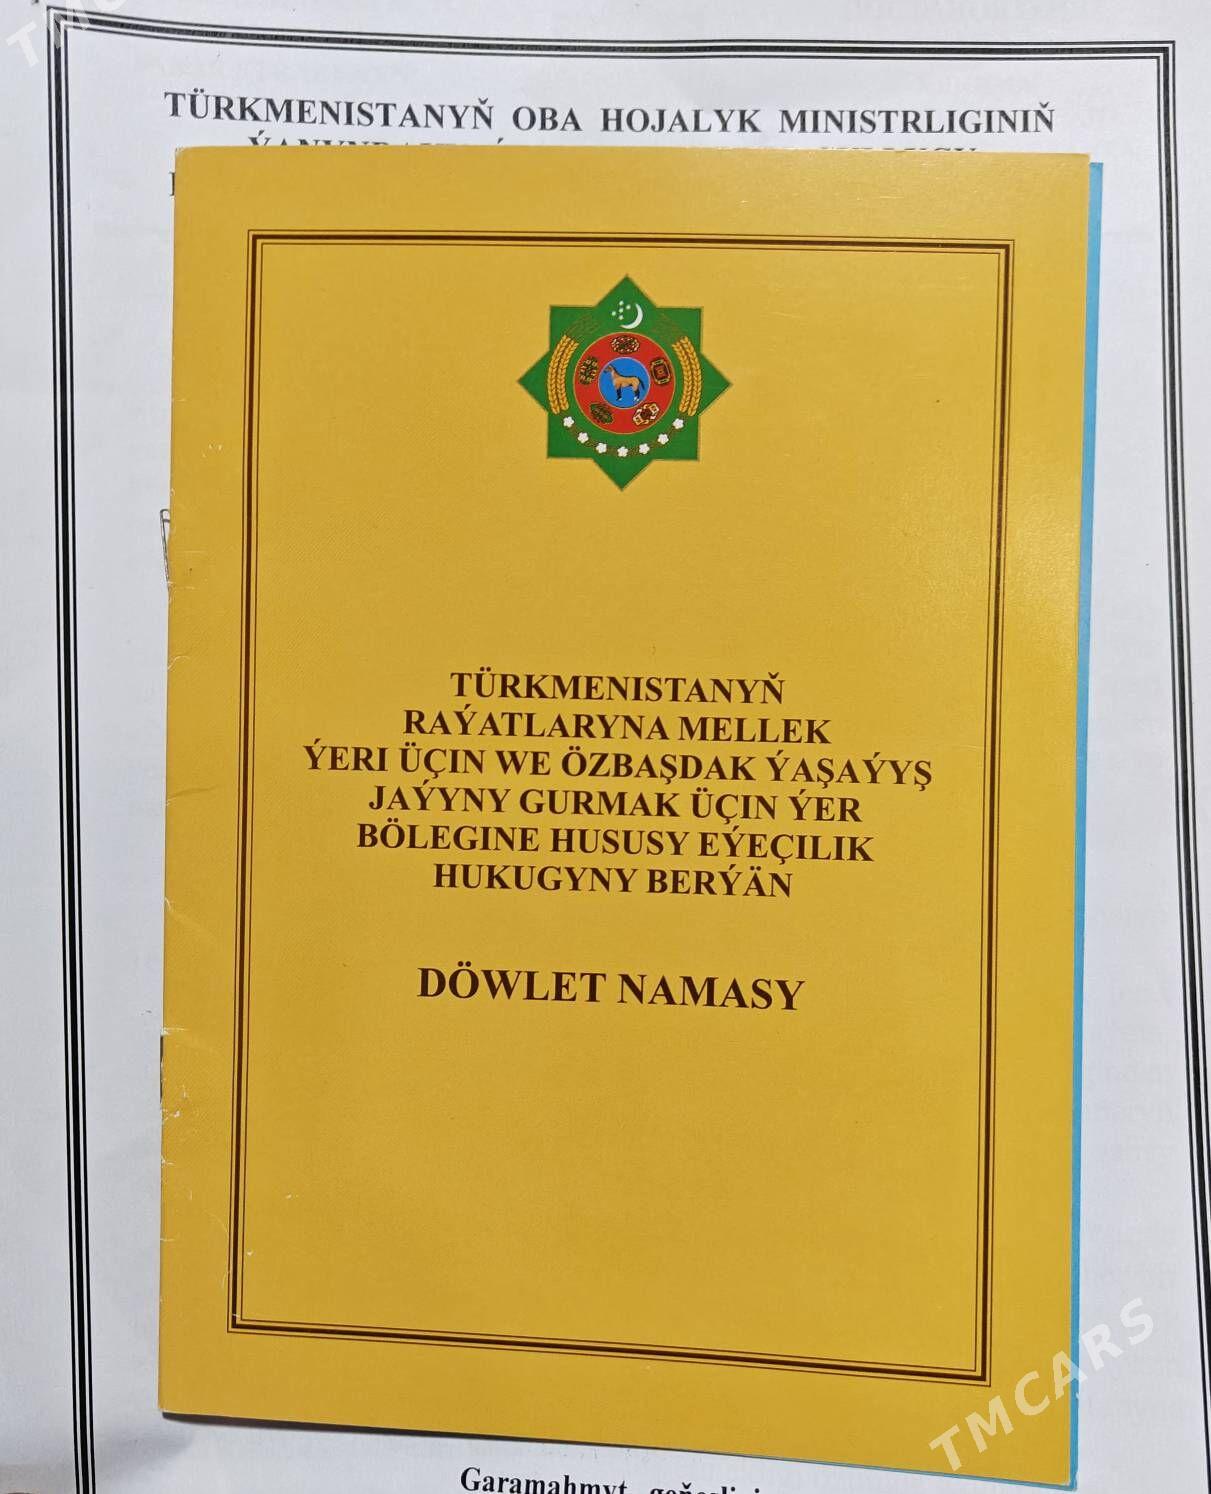 TÜRKMENISTANYŇ OBA HOJALYK MINISTRLIGINIŇ
TÜRKMENISTANYŇ
RAÝATLARYNA MELLEK
ÝERI ÜÇIN WE ÖZBAŞDAK ÝAŞAÝYŞ
JAÝYNY GURMAK ÜÇIN ÝER
BÖLEGINE HUSUSY EÝEÇILIK
HUKUGYNY BERÝÄN
DÖWLET NAMASY
Garamahmyt
TMCARS